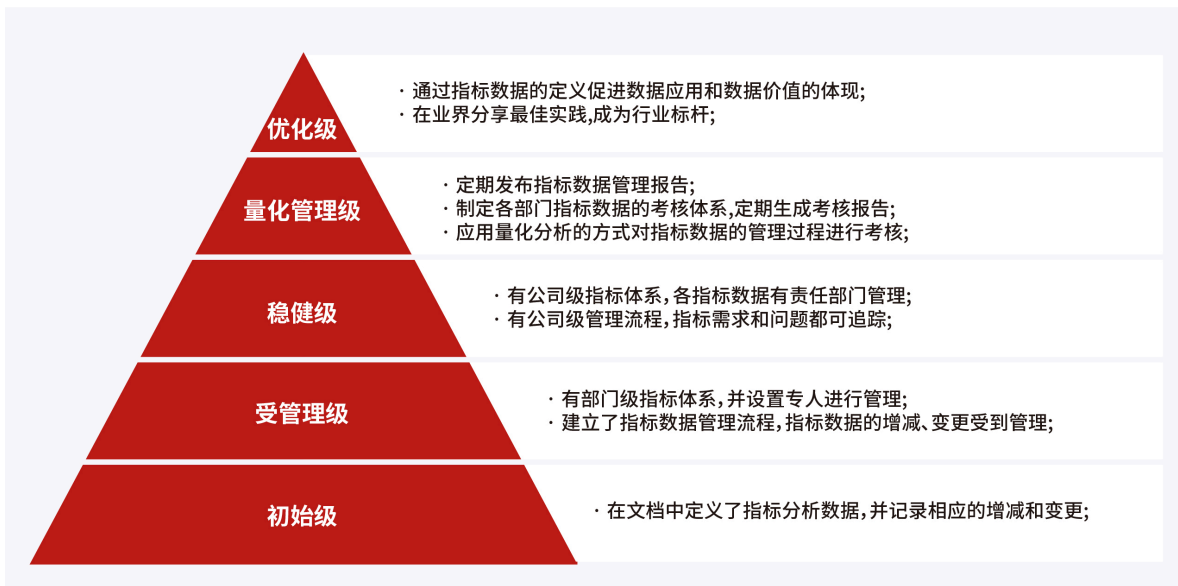 · 通过指标数据的定义促进数据应用和数据价值的体现;
· 在业界分享最佳实践,成为行业标杆;
优化级
· 定期发布指标数据管理报告;
· 制定各部门指标数据的考核体系,定期生成考核报告;
· 应用量化分析的方式对指标数据的管理过程进行考核;
量化管理级
· 有公司级指标体系，各指标数据有责任部门管理;
· 有公司级管理流程，指标需求和问题都可追踪;
稳健级
· 有部门级指标体系，并设置专人进行管理;
· 建立了指标数据管理流程，指标数据的增减、变更受到管理;
受管理级
· 在文档中定义了指标分析数据，并记录相应的增减和变更;
初始级